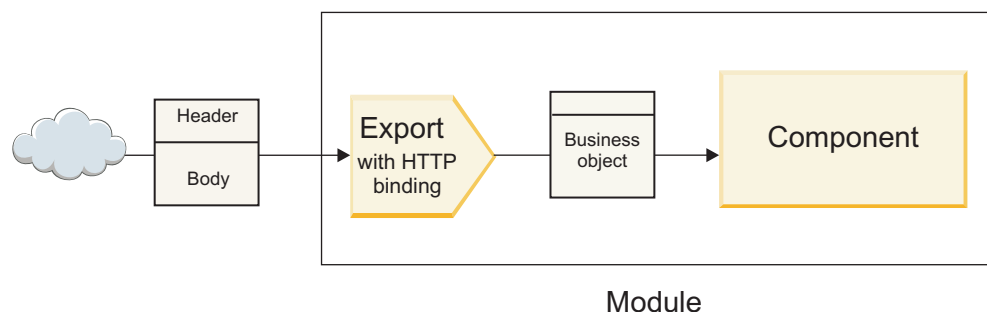 Header
Body
Export
with HTTP
binding
Business
object
Component
Module